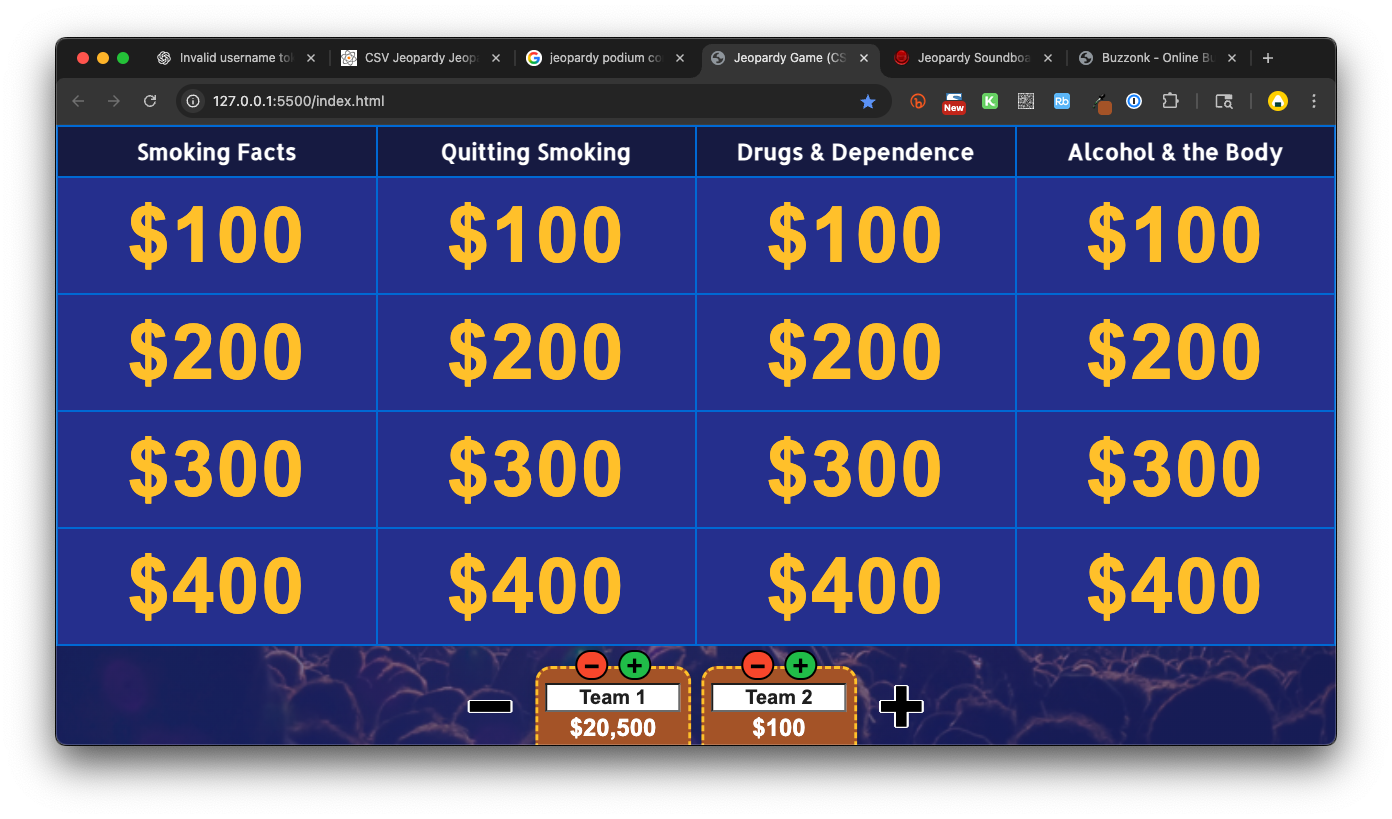 Invalid username to
CSV Jeopardy Jeop
jeopardy podium co
Jeopardy Game (CS
Jeopardy Soundboa
Buzzonk - Online B
127.0.0.1:5500/index.html
New
K
Rb
Smoking Facts Quitting Smoking Drugs & Dependence Alcohol & the Body
$100 $100 $100 $100
$200 $200 $200 $200
$300 $300 $300 $300
$400 $400 $400 $400
Team 1 Team 2
$20,500 $100